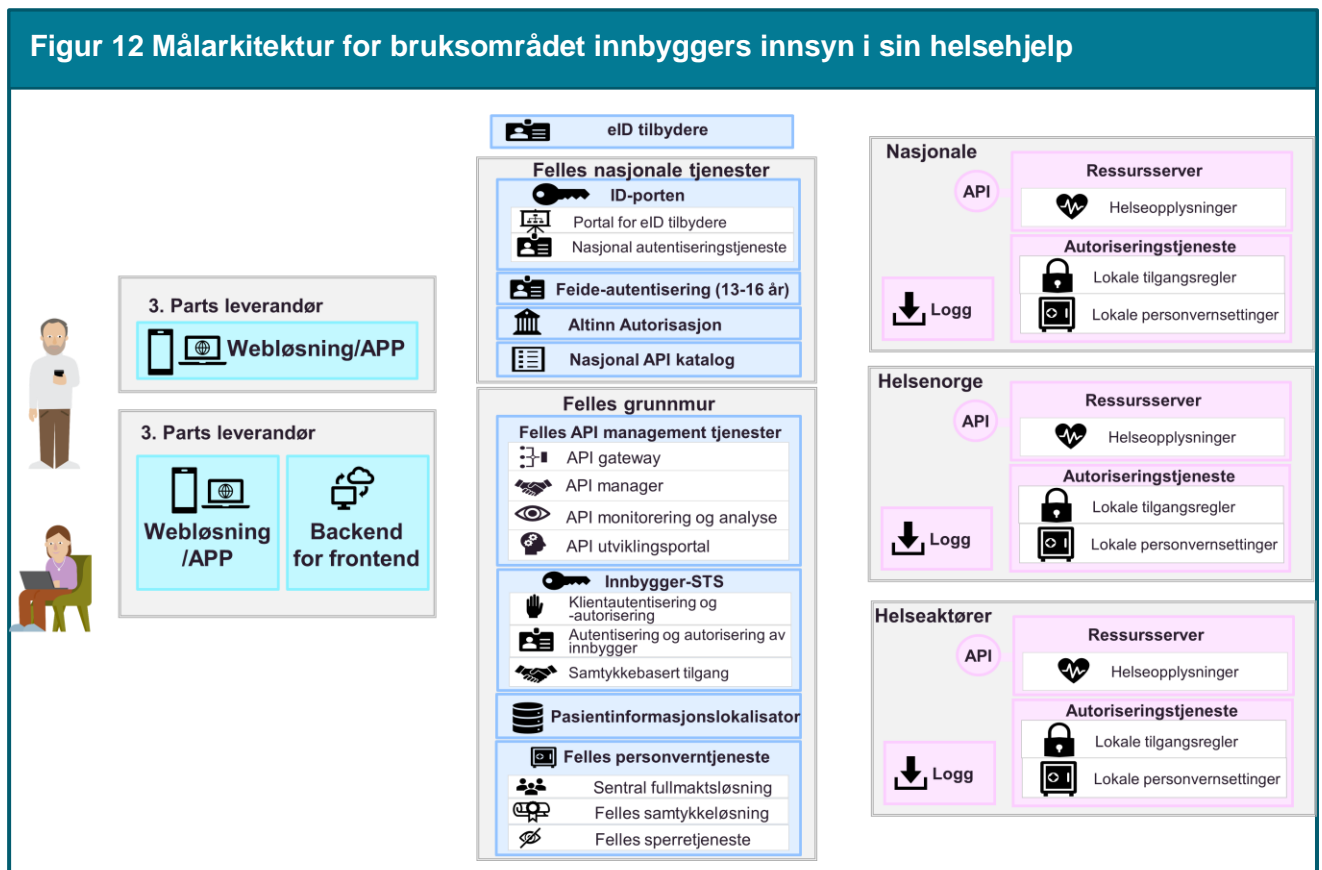 Figur 12 Målarkitektur for bruksområdet innbyggers innsyn i sin helsehjelp
3. Parts leverandør
Webløsning/APP
3. Parts leverandør
Webløsning
/APP
Backend
for frontend
eID tilbydere
Felles nasjonale tjenester
ID-porten
Portal for eID tilbydere
Nasjonal autentiseringstjeneste
Feide-autentisering (13-16 år)
Altinn Autorisasjon
Nasjonal API katalog
Felles grunnmur
Felles API management tjenester
API gateway
API manager
API monitorering og analyse
API utviklingsportal
Innbygger-STS
Klientautentisering og
-autorisering
Autentisering og autorisering av
innbygger
Samtykkebasert tilgang
Pasientinformasjonslokalisator
Felles personverntjeneste
Sentral fullmaktsløsning
Felles samtykkeløsning
Felles sperretjeneste
Nasjonale
API
Logg
Ressursserver
Helseopplysninger
Autoriseringstjeneste
Lokale tilgangsregler
Lokale personvernsettinger
Helsenorge
API
Logg
Ressursserver
Helseopplysninger
Autoriseringstjeneste
Lokale tilgangsregler
Lokale personvernsettinger
Helseaktører
API
Logg
Ressursserver
Helseopplysninger
Autoriseringstjeneste
Lokale tilgangsregler
Lokale personvernsettinger